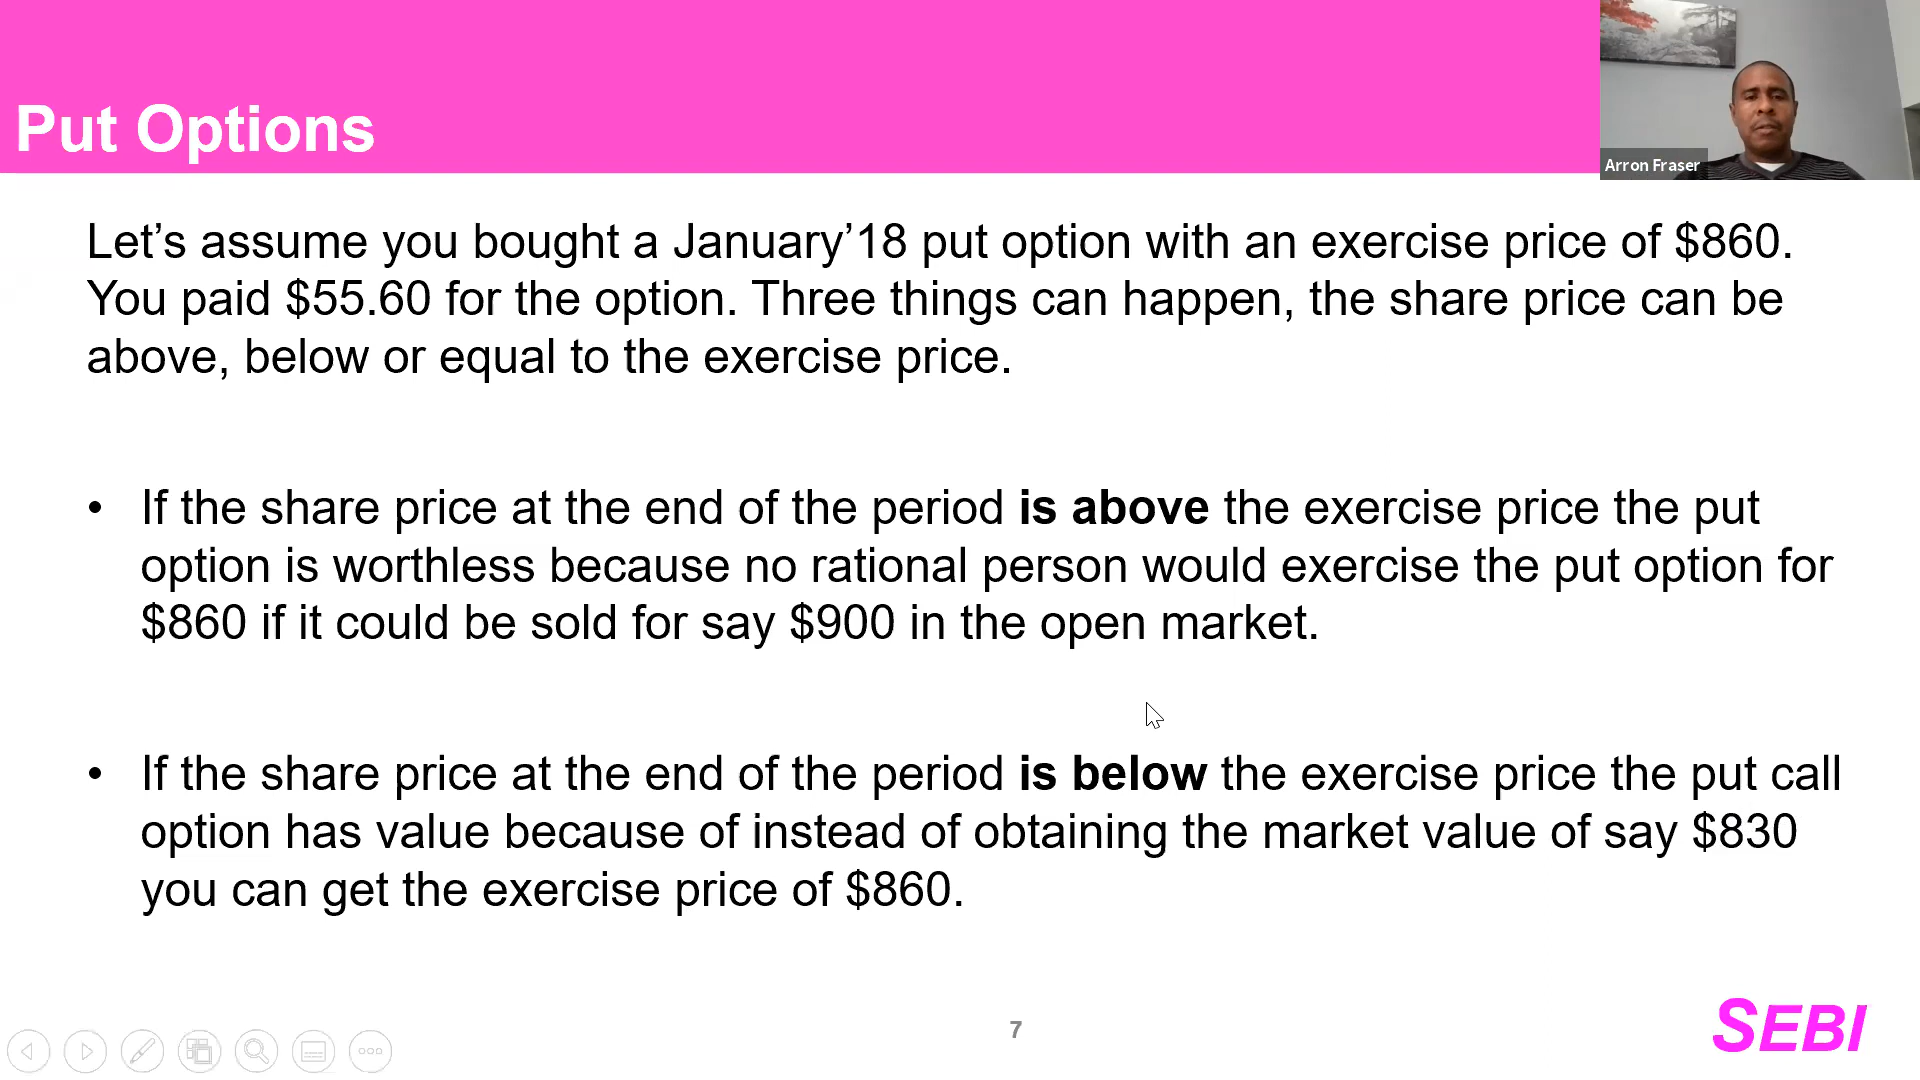 Put Options
Arron Fraser
Let’s assume you bought a January’18 put option with an exercise price of $860.
You paid $55.60 for the option. Three things can happen, the share price can be
above, below or equal to the exercise price.
• If the share price at the end of the period is above the exercise price the put
option is worthless because no rational person would exercise the put option for
$860 if it could be sold for say $900 in the open market.
• If the share price at the end of the period is below the exercise price the put call
option has value because of instead of obtaining the market value of say $830
you can get the exercise price of $860.
7
SEBI